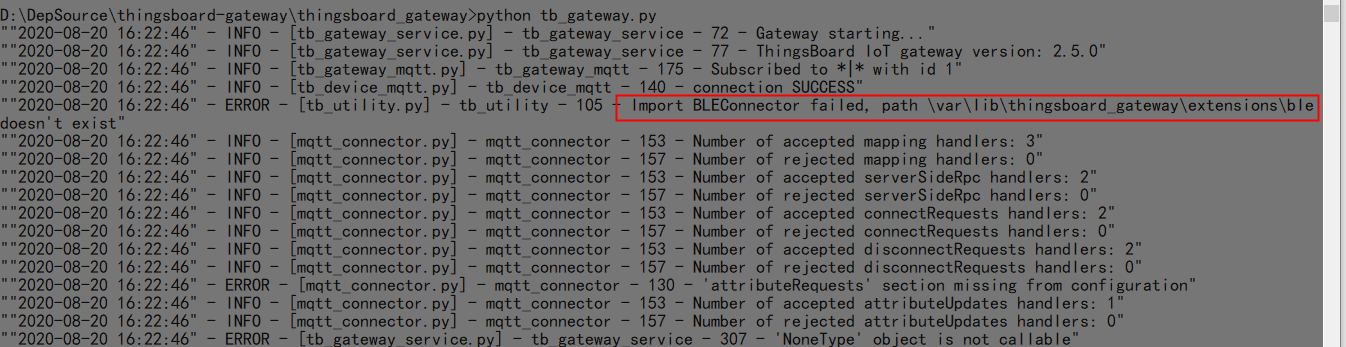 D:\DepSource\thingsboard-gateway\thingsboard_gateway>python tb_gateway.py
""2020-08-20 16:22:46" - INFO - [tb_gateway_service.py] - tb_gateway_service - 72 - Gateway starting..."
""2020-08-20 16:22:46" - INFO - [tb_gateway_service.py] - tb_gateway_service - 77 - ThingsBoard IoT gateway version: 2.5.0"
""2020-08-20 16:22:46" - INFO - [tb_gateway_mqtt.py] - tb_gateway_mqtt - 175 - Subscribed to *|* with id 1"
""2020-08-20 16:22:46" - INFO - [tb_device_mqtt.py] - tb_device_mqtt - 140 - connection SUCCESS"
""2020-08-20 16:22:46" - ERROR - [tb_utility.py] - tb_utility - 105 - Import BLEConnector failed, path \var\lib\thingsboard_gateway\extensions\ble
doesn't exist"
""2020-08-20 16:22:46" - INFO - [mqtt_connector.py] - mqtt_connector - 153 - Number of accepted mapping handlers: 3"
""2020-08-20 16:22:46" - INFO - [mqtt_connector.py] - mqtt_connector - 157 - Number of rejected mapping handlers: 0"
""2020-08-20 16:22:46" - INFO - [mqtt_connector.py] - mqtt_connector - 153 - Number of accepted serverSideRpc handlers: 2"
""2020-08-20 16:22:46" - INFO - [mqtt_connector.py] - mqtt_connector - 157 - Number of rejected serverSideRpc handlers: 0"
""2020-08-20 16:22:46" - INFO - [mqtt_connector.py] - mqtt_connector - 153 - Number of accepted connectRequests handlers: 2"
""2020-08-20 16:22:46" - INFO - [mqtt_connector.py] - mqtt_connector - 157 - Number of rejected connectRequests handlers: 0"
""2020-08-20 16:22:46" - INFO - [mqtt_connector.py] - mqtt_connector - 153 - Number of accepted disconnectRequests handlers: 2"
""2020-08-20 16:22:46" - INFO - [mqtt_connector.py] - mqtt_connector - 157 - Number of rejected disconnectRequests handlers: 0"
""2020-08-20 16:22:46" - ERROR - [mqtt_connector.py] - mqtt_connector - 130 - 'attributeRequests' section missing from configuration"
""2020-08-20 16:22:46" - INFO - [mqtt_connector.py] - mqtt_connector - 153 - Number of accepted attributeUpdates handlers: 1"
""2020-08-20 16:22:46" - INFO - [mqtt_connector.py] - mqtt_connector - 157 - Number of rejected attributeUpdates handlers: 0"
""2020-08-20 16:22:46" - ERROR - [tb_gateway_service.py] - tb_gateway_service - 307 - 'NoneType' object is not callable"